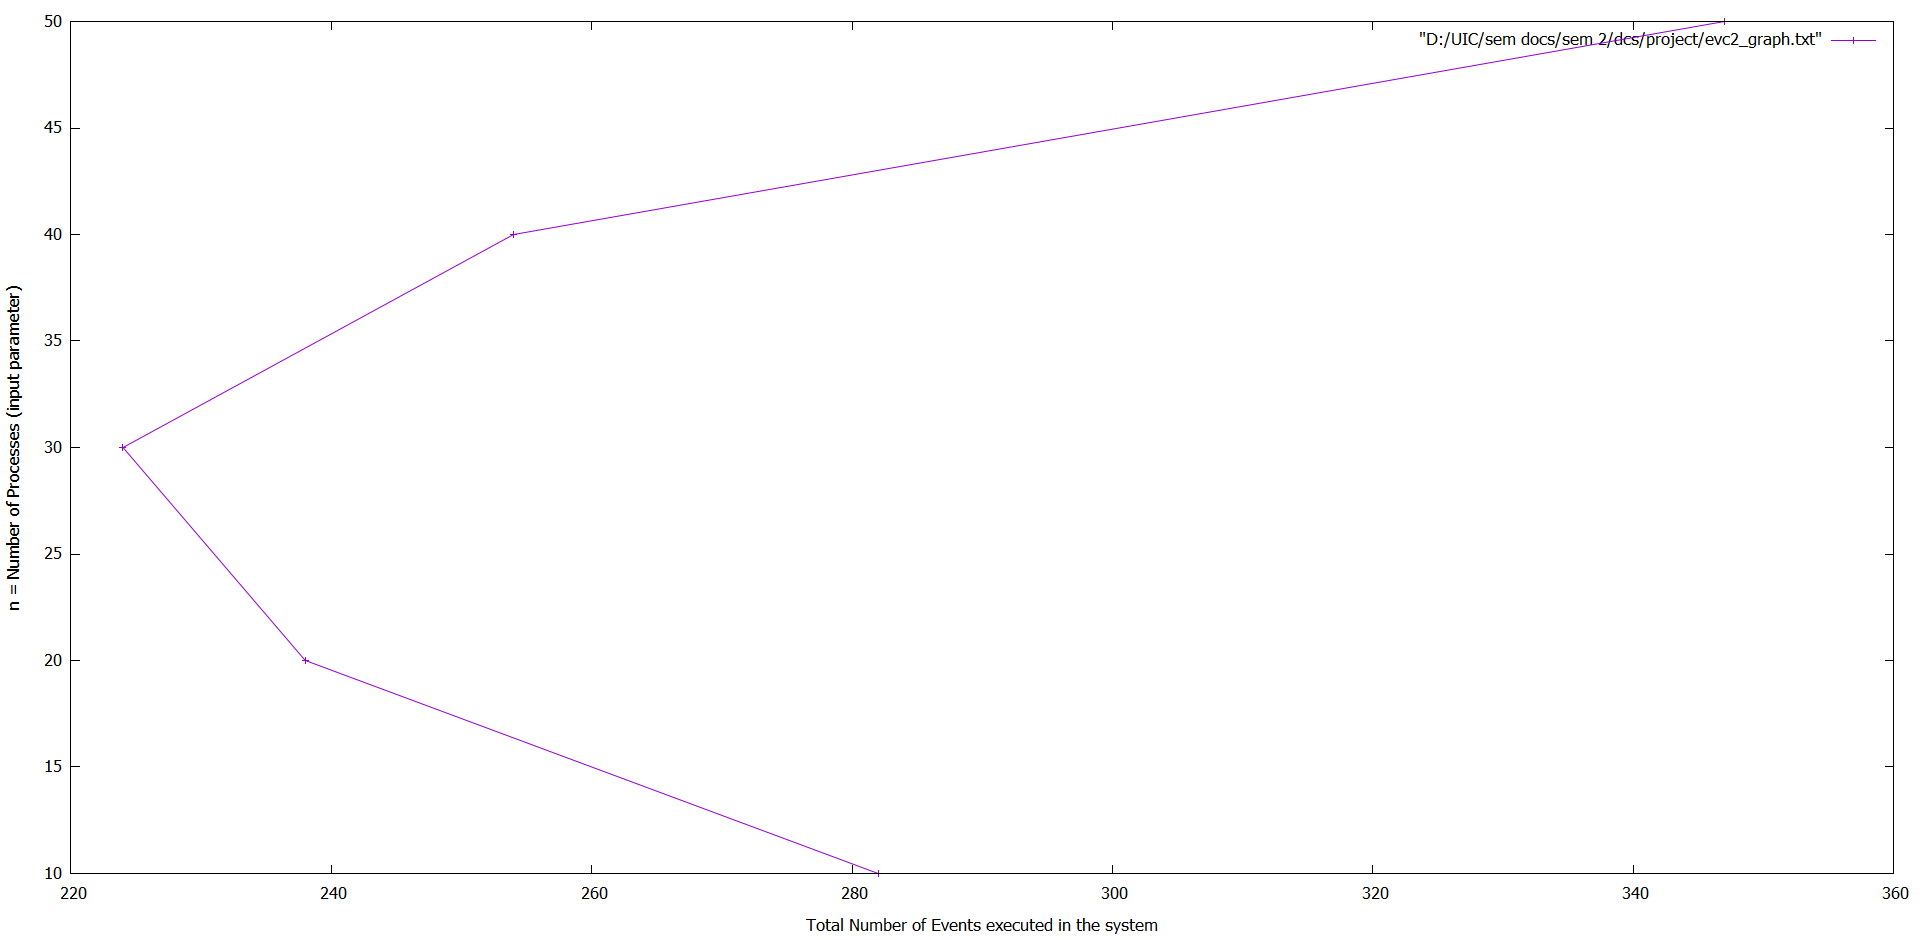 "D:/UIC/sem docs/sem 2/dcs/project/evc2_graph.txt"
50
45
40
35
30
25
20
15
10
n = Number of Processes (input parameter)
220 240 260 280 300 320 340 360
Total Number of Events executed in the system